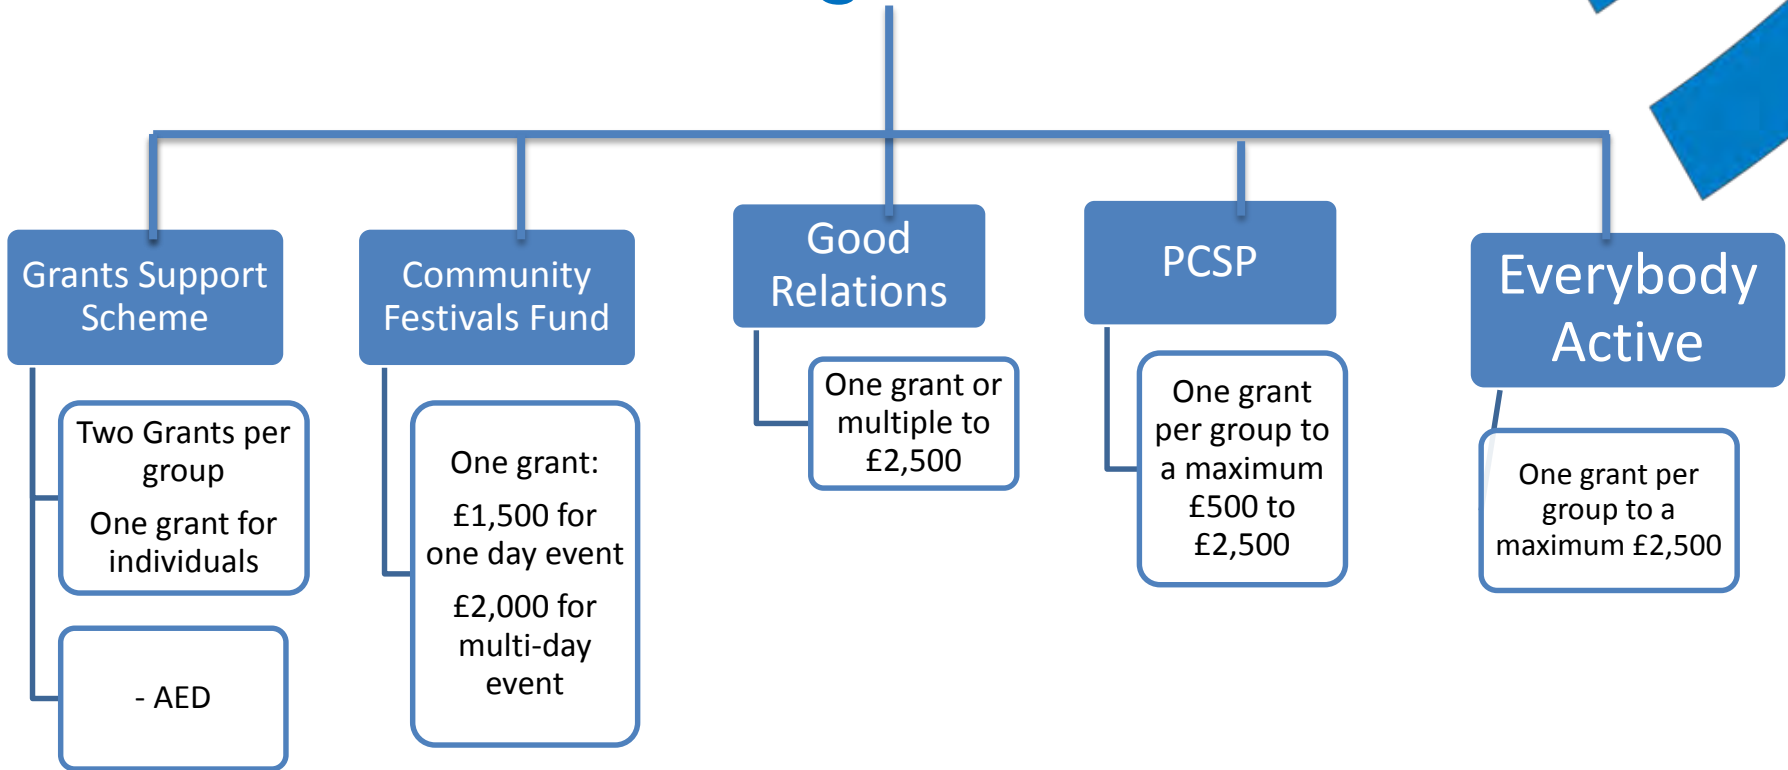 Grants Support
Scheme
Two Grants per
group
One grant for
individuals
- AED
Community
Festivals Fund
One grant:
£1,500 for
one day event
£2,000 for
multi-day
event
Good
Relations
One grant or
multiple to
£2,500
PCSP
One grant
per group to
a maximum
£500 to
£2,500
Everybody
Active
One grant per
group to a
maximum £2,500